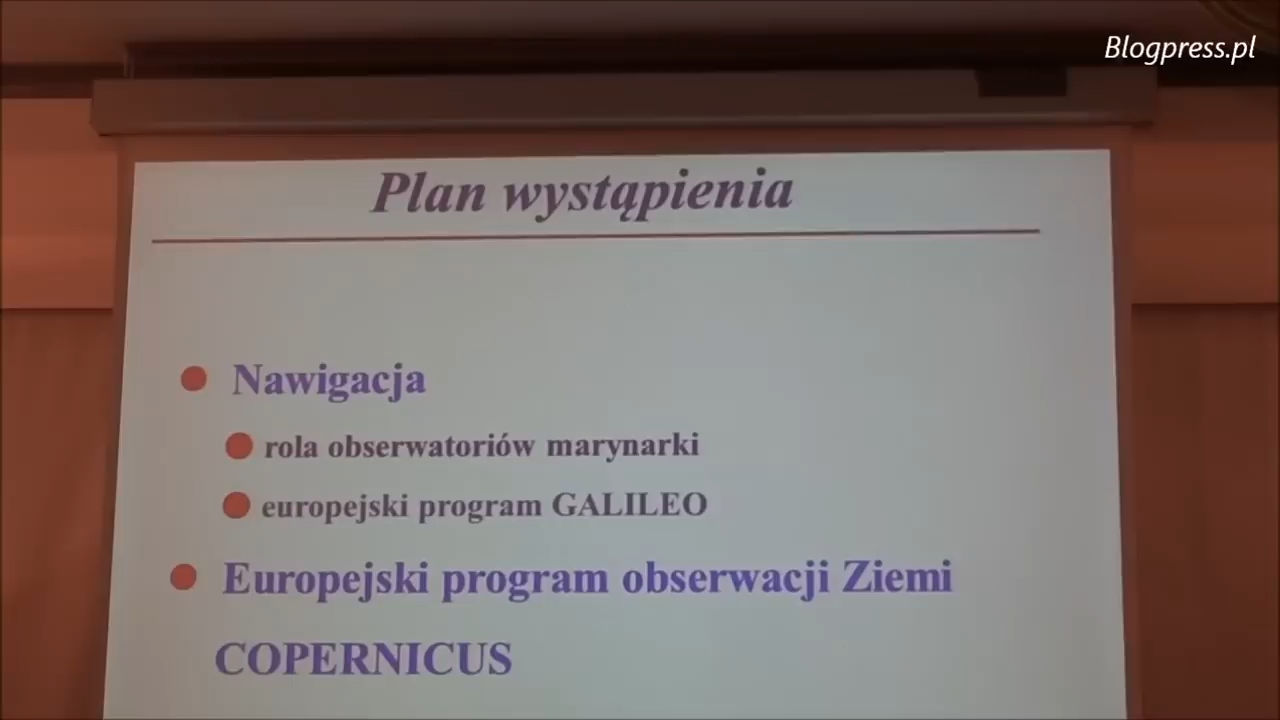 Blogpress.pl
Plan wystąpienia
Nawigacja
rola obserwatoriów marynarki
europejski program GALILEO
Europejski program obserwacji Ziemi
COPERNICUS